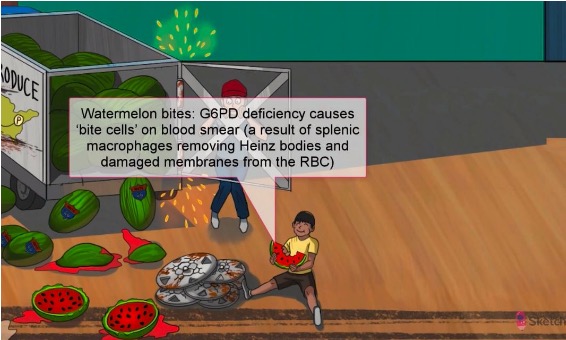 PRODUCE
P
Watermelon bites: G6PD deficiency causes
‘bite cells’ on blood smear (a result of splenic
macrophages removing Heinz bodies and
damaged membranes from the RBC)
Sketch